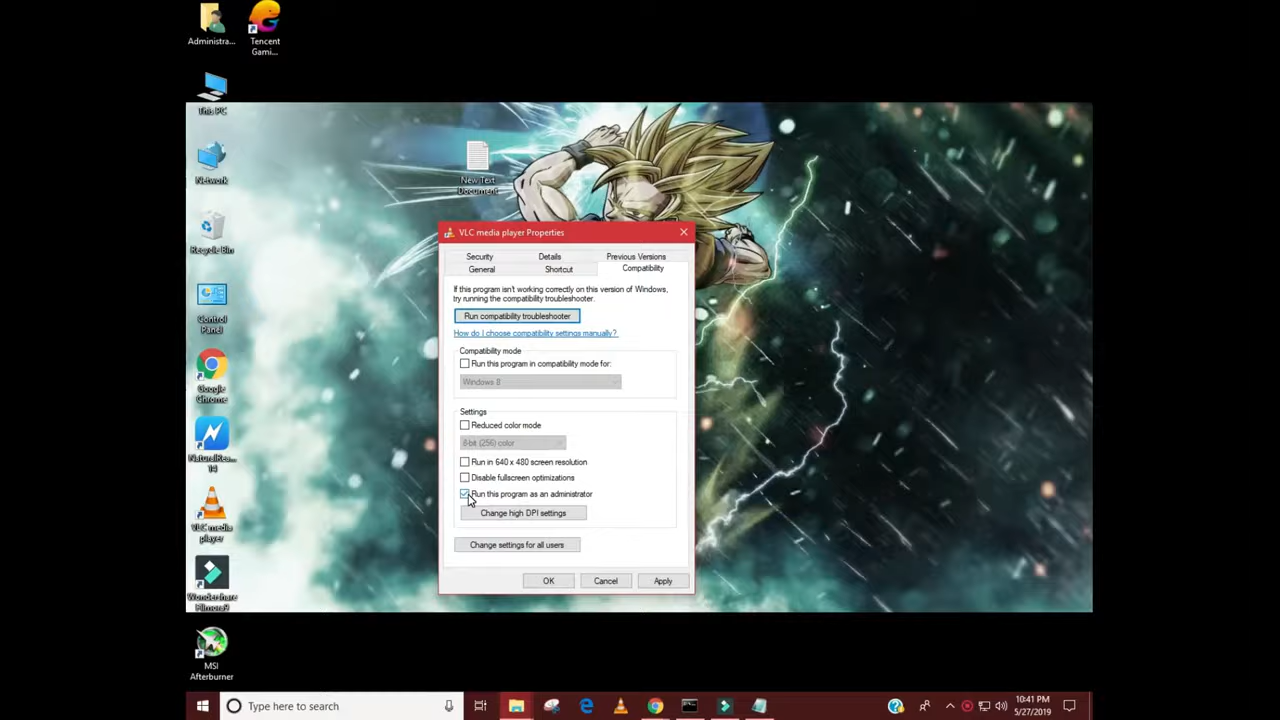 Administra...
Tencent
Gami...
This PC
Network
Recycle Bin
Control
Panel
Google
Chrome
NaturalRea...
14
VLC media
player
Wondershare
Filmora9
MSI
Afterburner
New Text
Document
VLC media player Properties
Security
Details
Previous Versions
General
Shortcut
Compatibility
If this program isn't working correctly on this version of Windows,
try running the compatibility troubleshooter.
Run compatibility troubleshooter
How do I choose compatibility settings manually?
Compatibility mode
Run this program in compatibility mode for:
Windows 8
Settings
Reduced color mode
8-bit (256) color
Run in 640 x 480 screen resolution
Disable fullscreen optimizations
Run this program as an administrator
Change high DPI settings
Change settings for all users
OK
Cancel
Apply
Type here to search
10:41 PM
5/27/2019